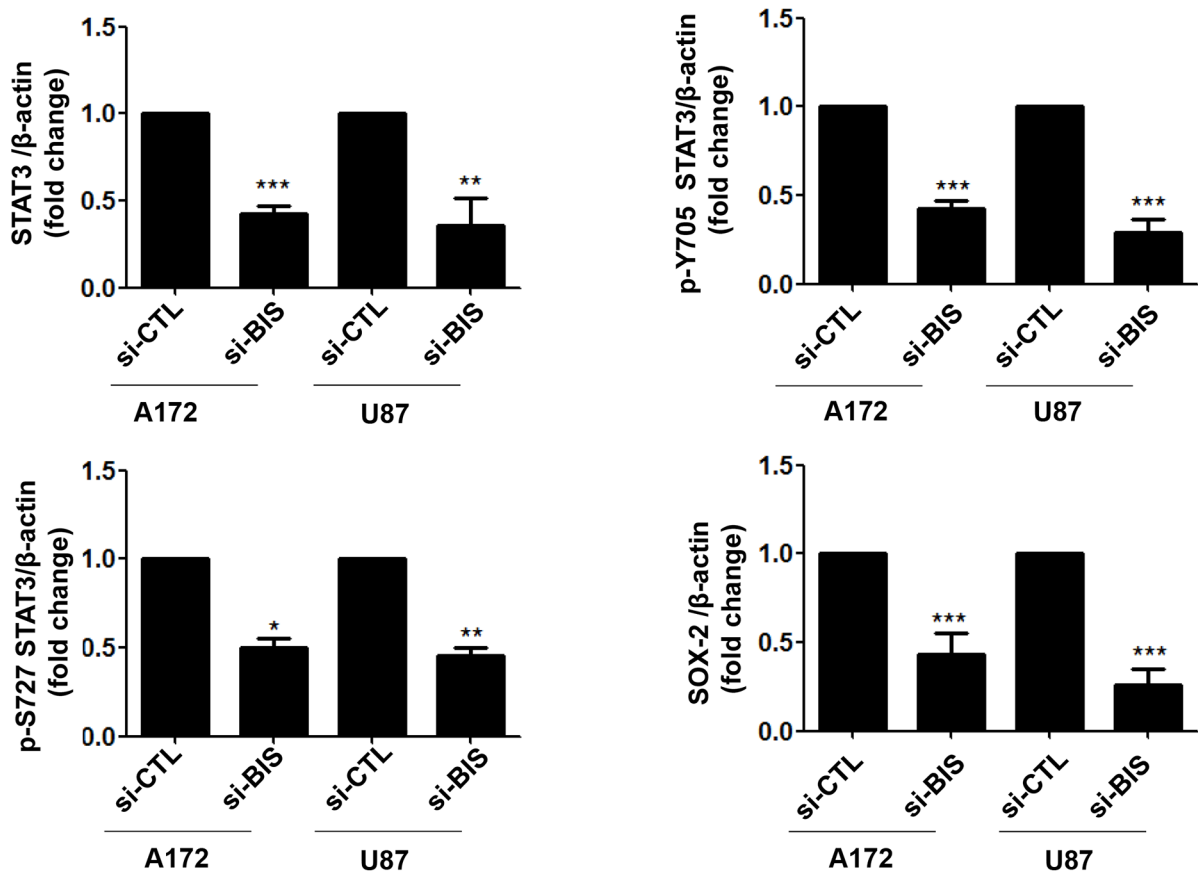 STAT3 /β-actin
(fold change)
1.5
1.0
0.5
0.0
***
**
si-CTL
si-BIS
si-CTL
si-BIS
A172
U87
p-Y705 STAT3/β-actin
(fold change)
1.5
1.0
0.5
0.0
***
***
si-CTL
si-BIS
si-CTL
si-BIS
A172
U87
p-S727 STAT3/β-actin
(fold change)
1.5
1.0
0.5
0.0
*
**
si-CTL
si-BIS
si-CTL
si-BIS
A172
U87
SOX-2 /β-actin
(fold change)
1.5
1.0
0.5
0.0
***
***
si-CTL
si-BIS
si-CTL
si-BIS
A172
U87